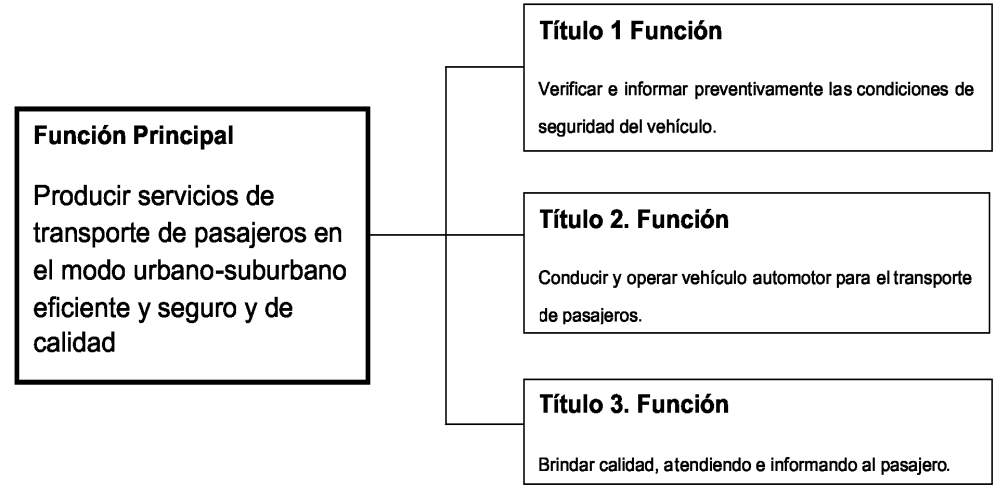 Función Principal
Producir servicios de
transporte de pasajeros en
el modo urbano-suburbano
eficiente y seguro y de
calidad
Título 1 Función
Verificar e informar preventivamente las condiciones de
seguridad del vehículo.
Título 2. Función
Conducir y operar vehículo automotor para el transporte
de pasajeros.
Título 3. Función
Brindar calidad, atendiendo e informando al pasajero.